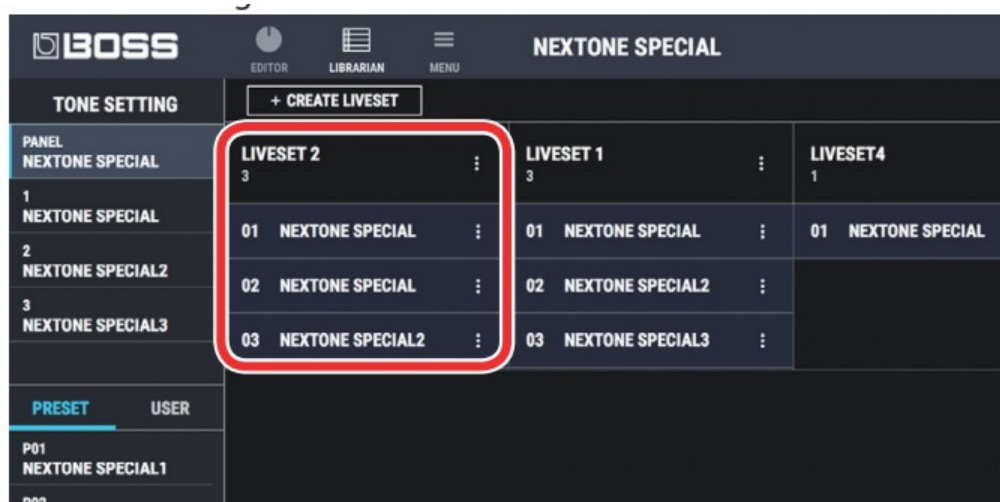 BOSS
EDITOR
LIBRARIAN
MENU
NEXTONE SPECIAL
TONE SETTING
+ CREATE LIVESET
PANEL
NEXTONE SPECIAL
1
NEXTONE SPECIAL
2
NEXTONE SPECIAL2
3
NEXTONE SPECIAL3
PRESET USER
P01
NEXTONE SPECIAL1
LIVESET 2
3
01 NEXTONE SPECIAL
02 NEXTONE SPECIAL
03 NEXTONE SPECIAL2
LIVESET 1
3
01 NEXTONE SPECIAL
02 NEXTONE SPECIAL2
03 NEXTONE SPECIAL3
LIVESET4
1
01 NEXTONE SPECIAL